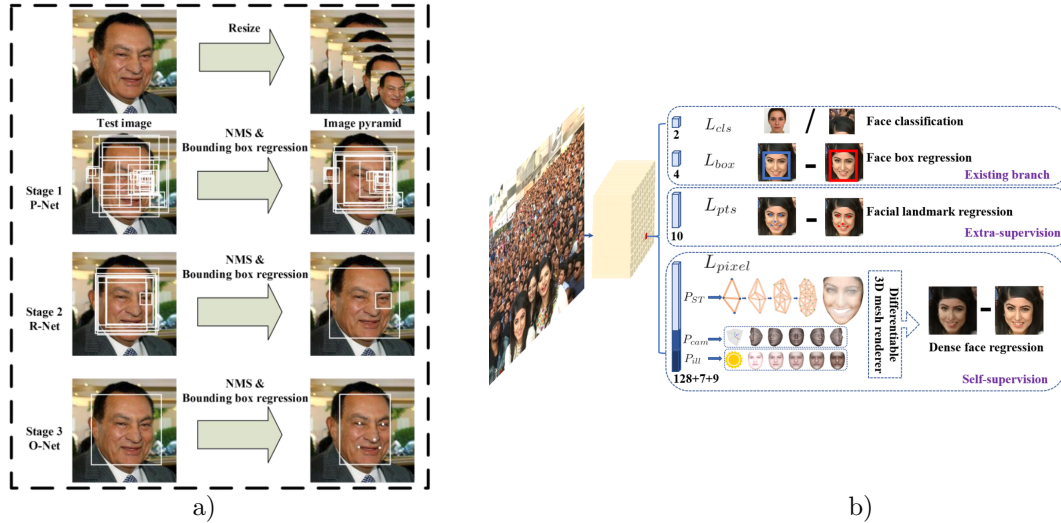 Resize
Test image
Image pyramid
NMS &
Bounding box regression
Stage 1
P-Net
NMS &
Bounding box regression
Stage 2
R-Net
NMS &
Bounding box regression
Stage 3
O-Net
a)
2
L_cls
/
Face classification
4
L_box
-
Face box regression
Existing branch
10
L_pts
-
Facial landmark regression
Extra-supervision
L_pixel
P_ST
P_cam
P_ill
128+7+9
Differentiable
3D mesh renderer
-
Dense face regression
Self-supervision
b)